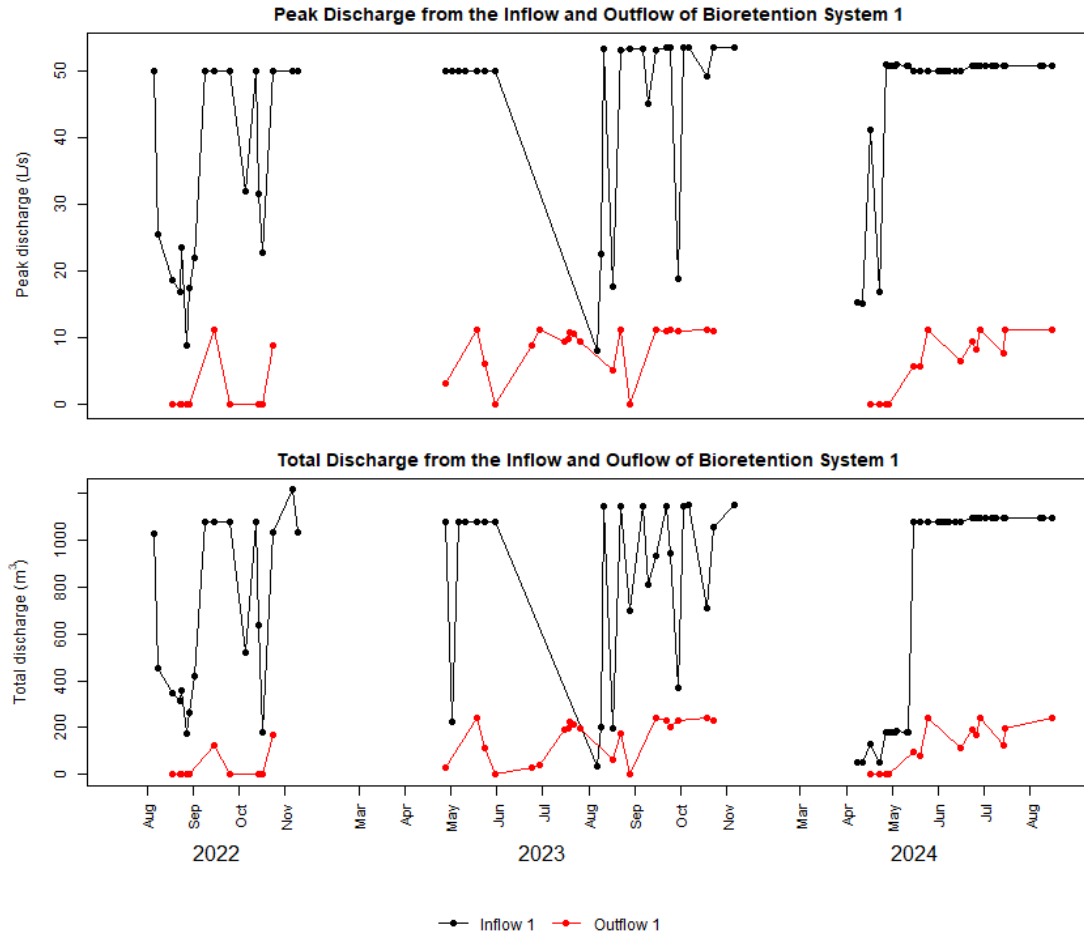 Peak Discharge from the Inflow and Outflow of Bioretention System 1
Peak discharge (L/s)
50
40
30
20
10
0
Total Discharge from the Inflow and Ouflow of Bioretention System 1
Total discharge (m³)
1000
800
600
400
200
0
Aug Sep Oct Nov Mar Apr May Jun Jul Aug Sep Oct Nov Mar Apr May Jun Jul Aug
2022 2023 2024
Inflow 1 Outflow 1